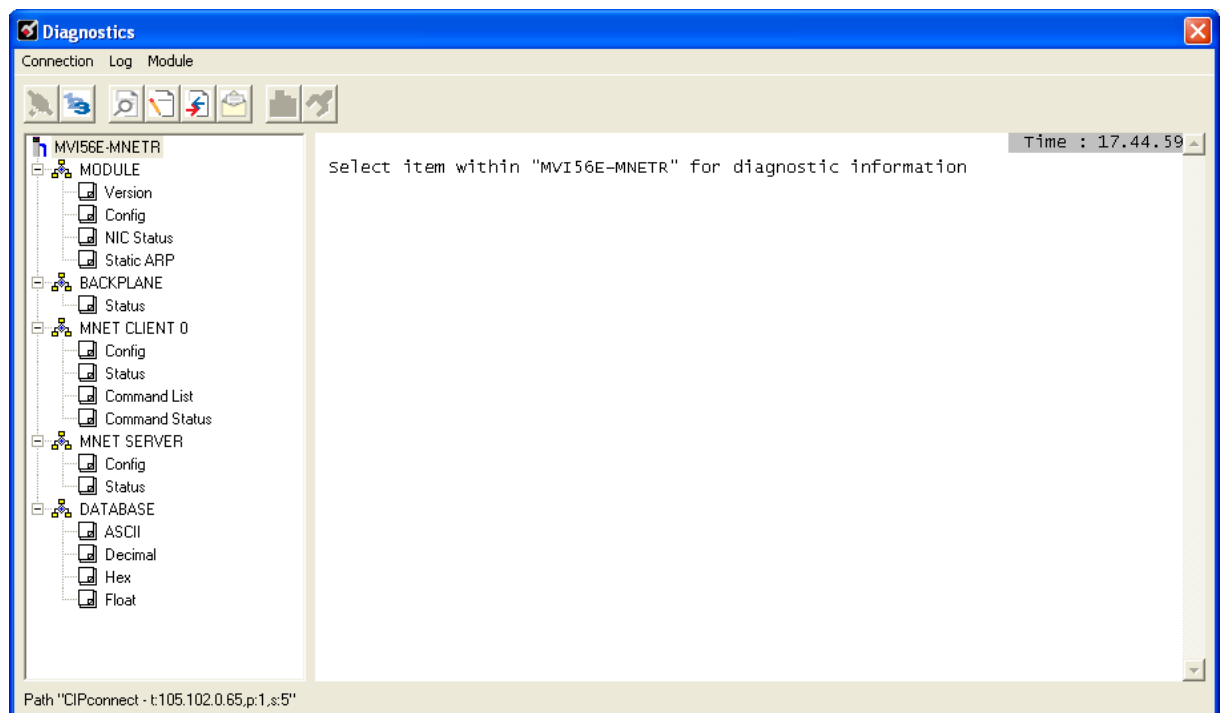 Diagnostics
Connection Log Module
MVI56E-MNETR
MODULE
Version
Config
NIC Status
Static ARP
BACKPLANE
Status
MNET CLIENT 0
Config
Status
Command List
Command Status
MNET SERVER
Config
Status
DATABASE
ASCII
Decimal
Hex
Float
Time : 17.44.59
Select item within "MVI56E-MNETR" for diagnostic information
Path "CIPconnect - t:105.102.0.65,p:1,s:5"